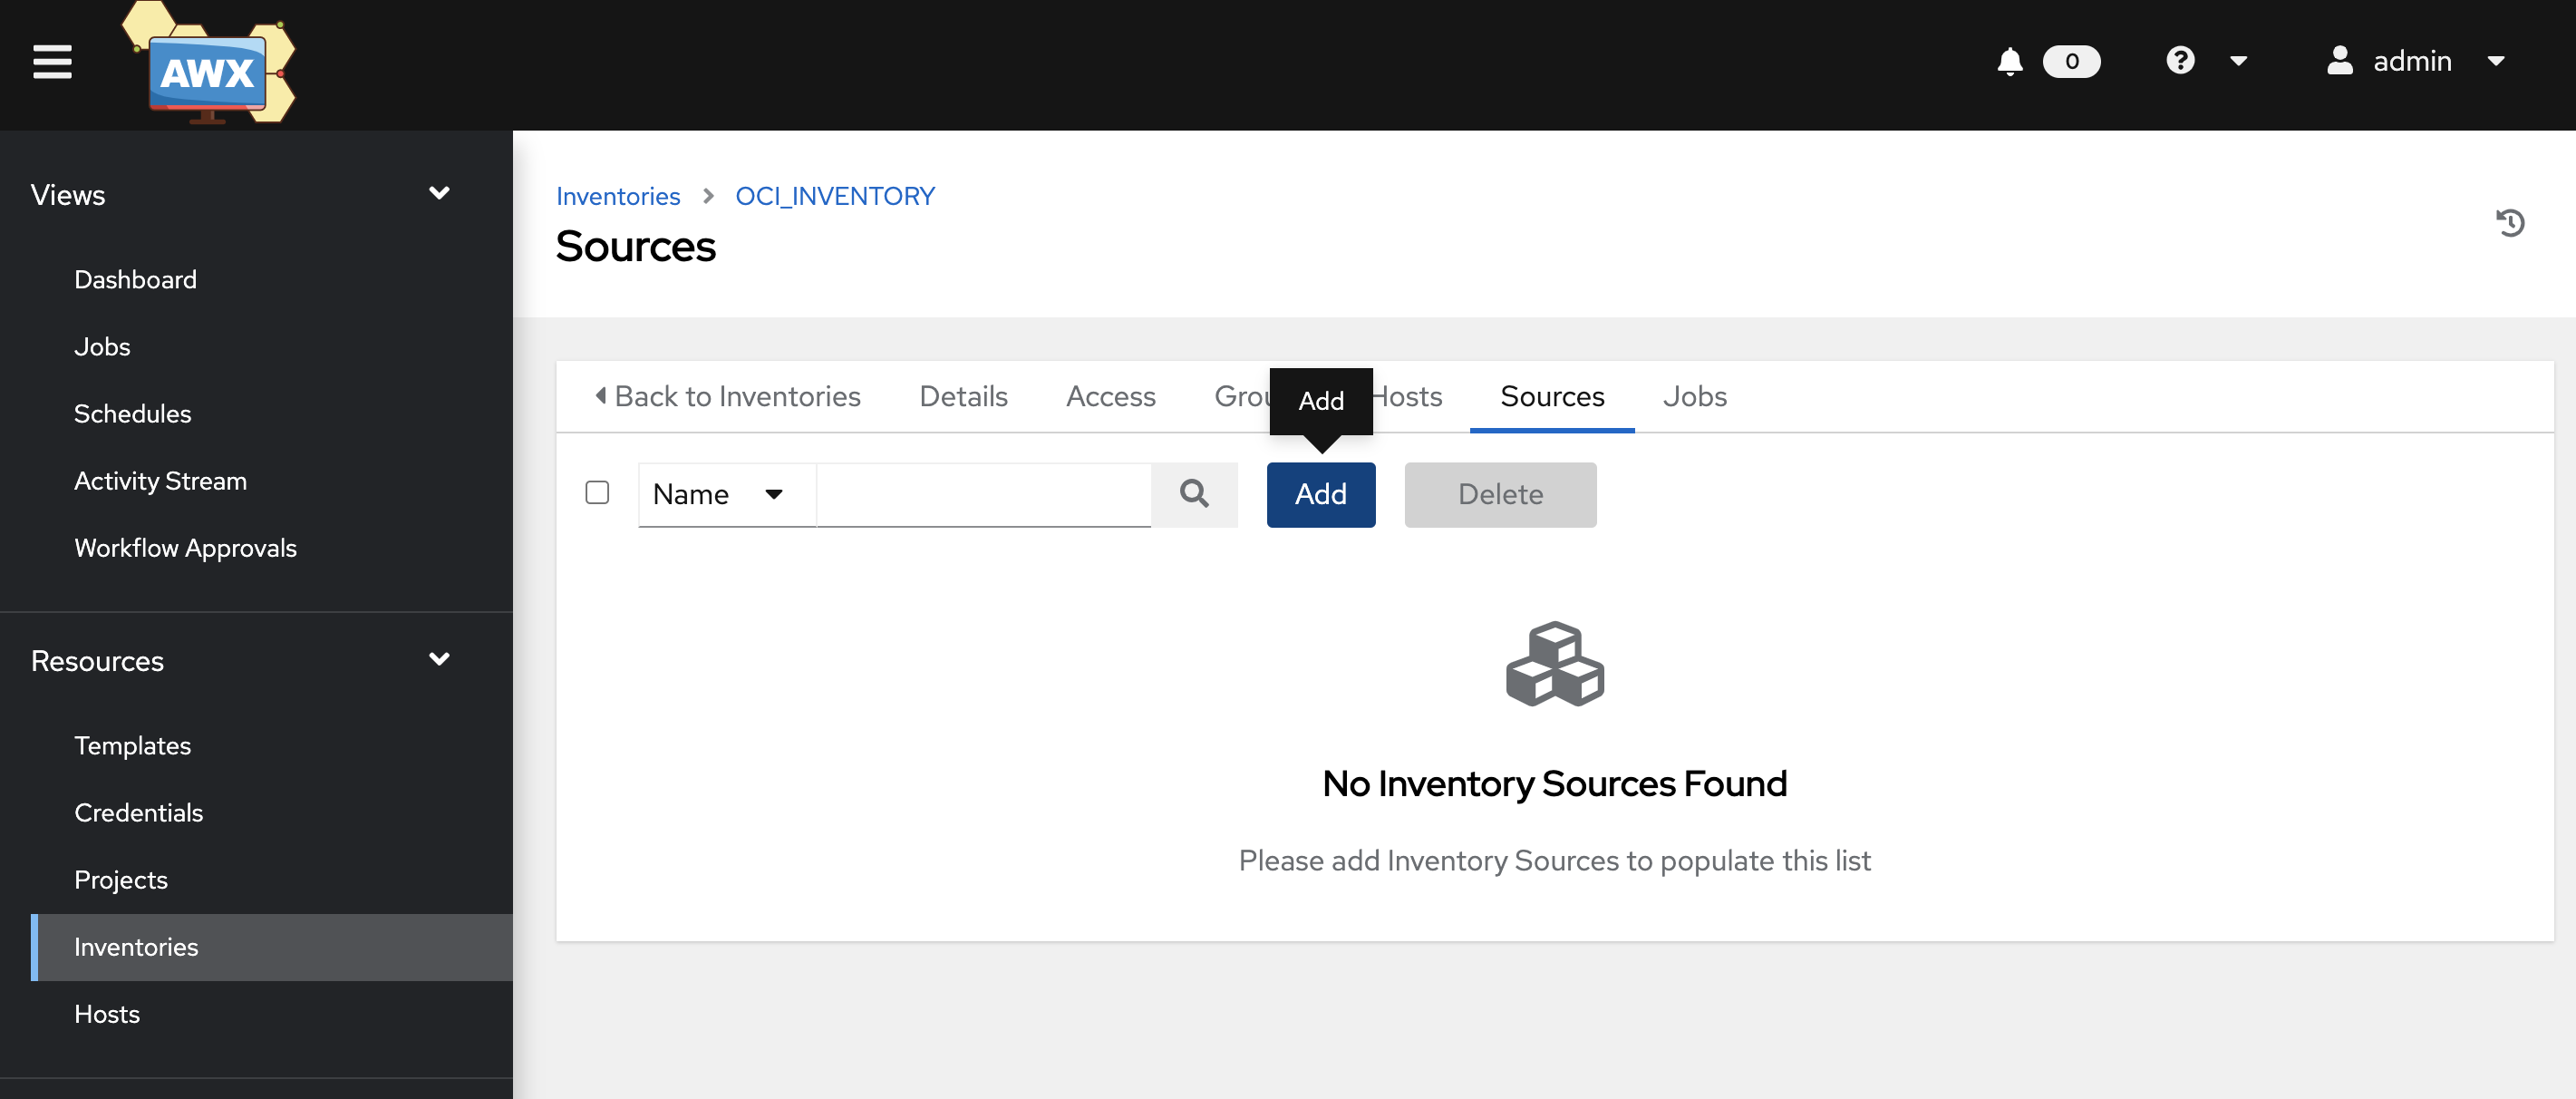 AWX
0
admin
Views
Dashboard
Jobs
Schedules
Activity Stream
Workflow Approvals
Resources
Templates
Credentials
Projects
Inventories
Hosts
Inventories OCI_INVENTORY
Sources
Back to Inventories Details Access Grou Hosts Sources Jobs
Add
Name Add Delete
No Inventory Sources Found
Please add Inventory Sources to populate this list